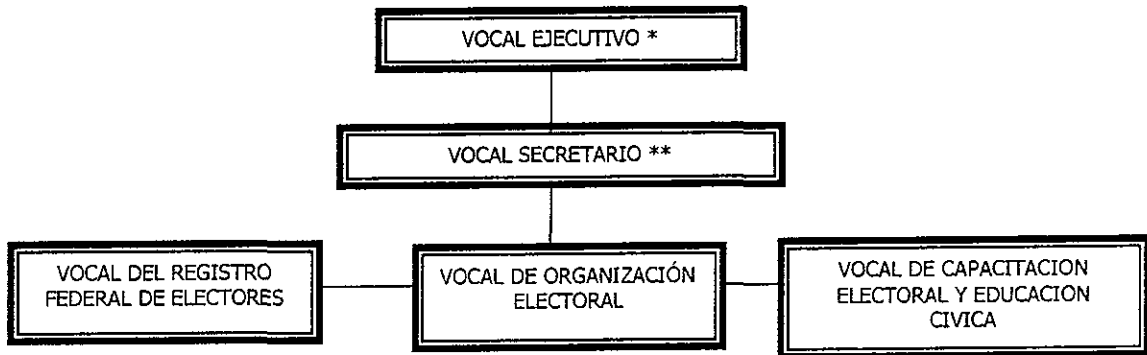 VOCAL EJECUTIVO *
VOCAL SECRETARIO **
VOCAL DEL REGISTRO
FEDERAL DE ELECTORES
VOCAL DE ORGANIZACIÓN
ELECTORAL
VOCAL DE CAPACITACION
ELECTORAL Y EDUCACION
CIVICA